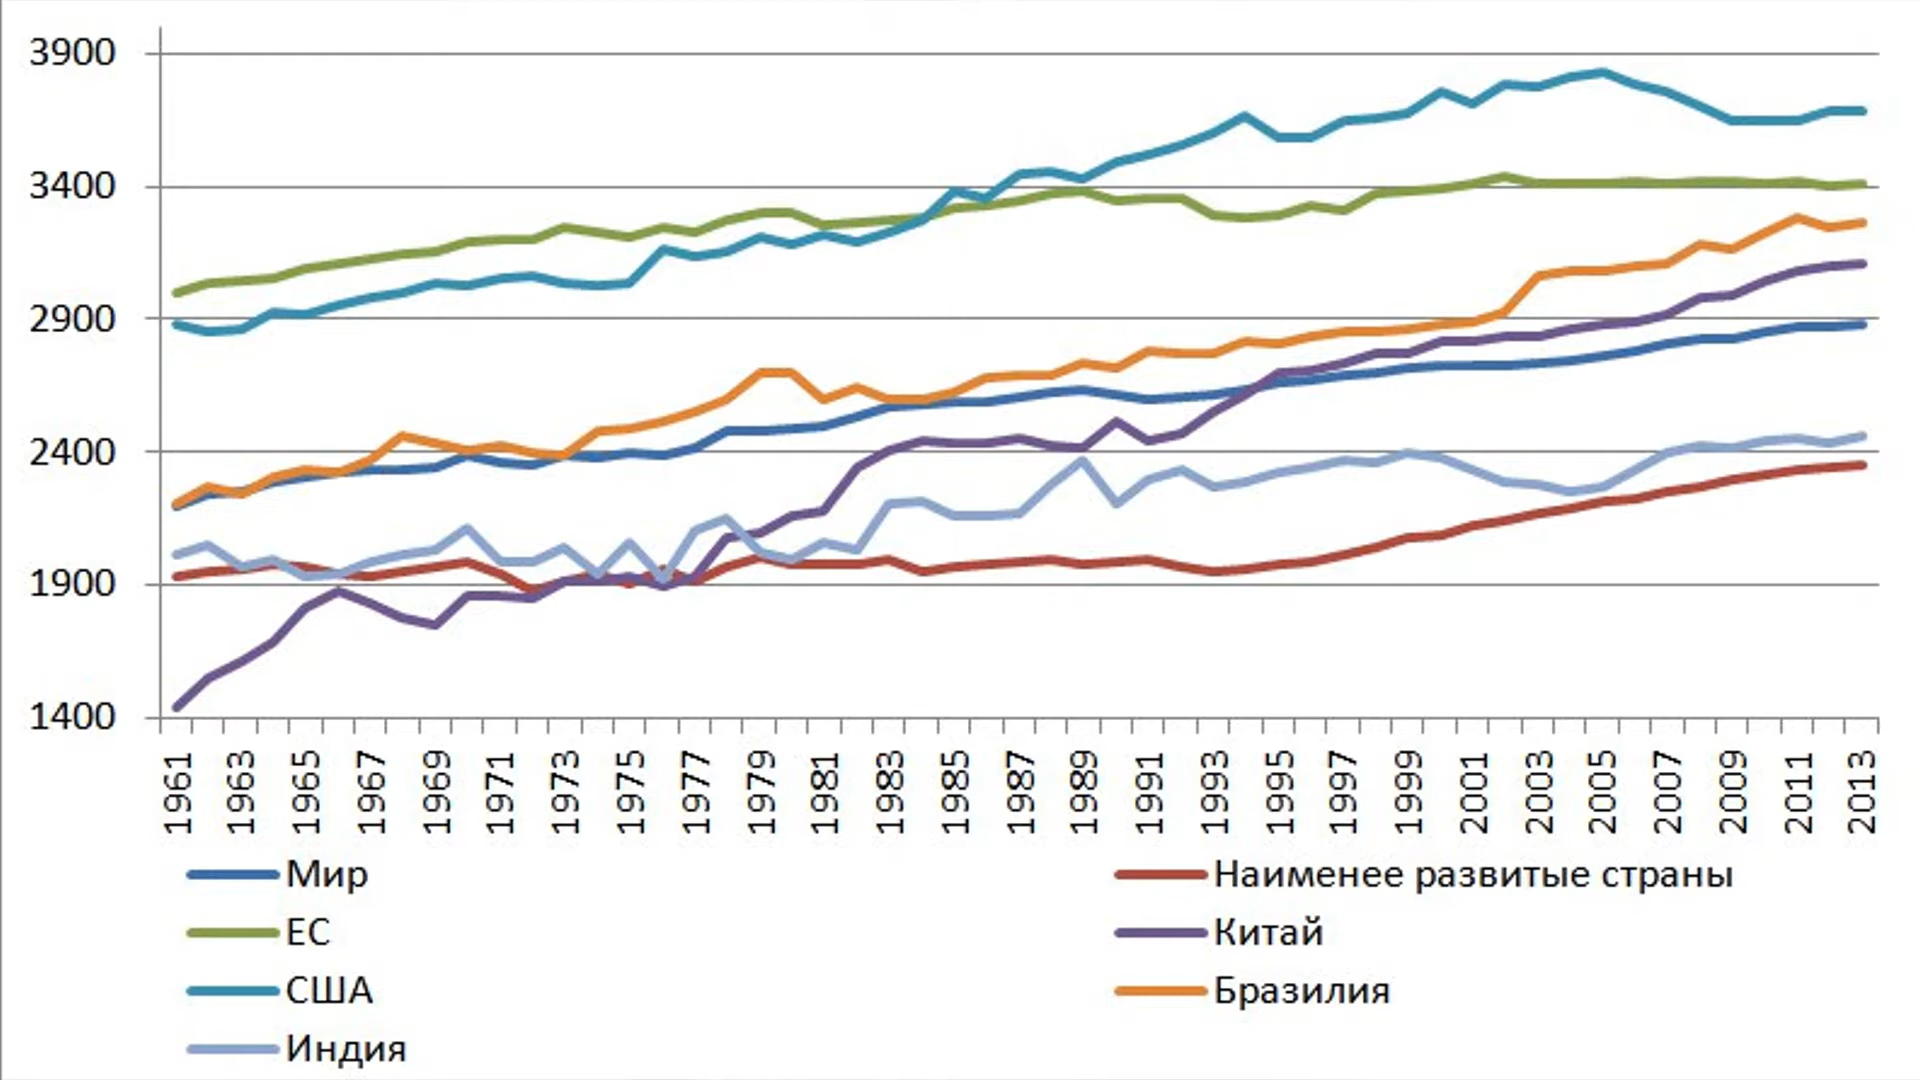 3900
3400
2900
2400
1900
1400
1961 1963 1965 1967 1969 1971 1973 1975 1977 1979 1981 1983 1985 1987 1989 1991 1993 1995 1997 1999 2001 2003 2005 2007 2009 2011 2013
Мир Наименее развитые страны
ЕС Китай
США Бразилия
Индия